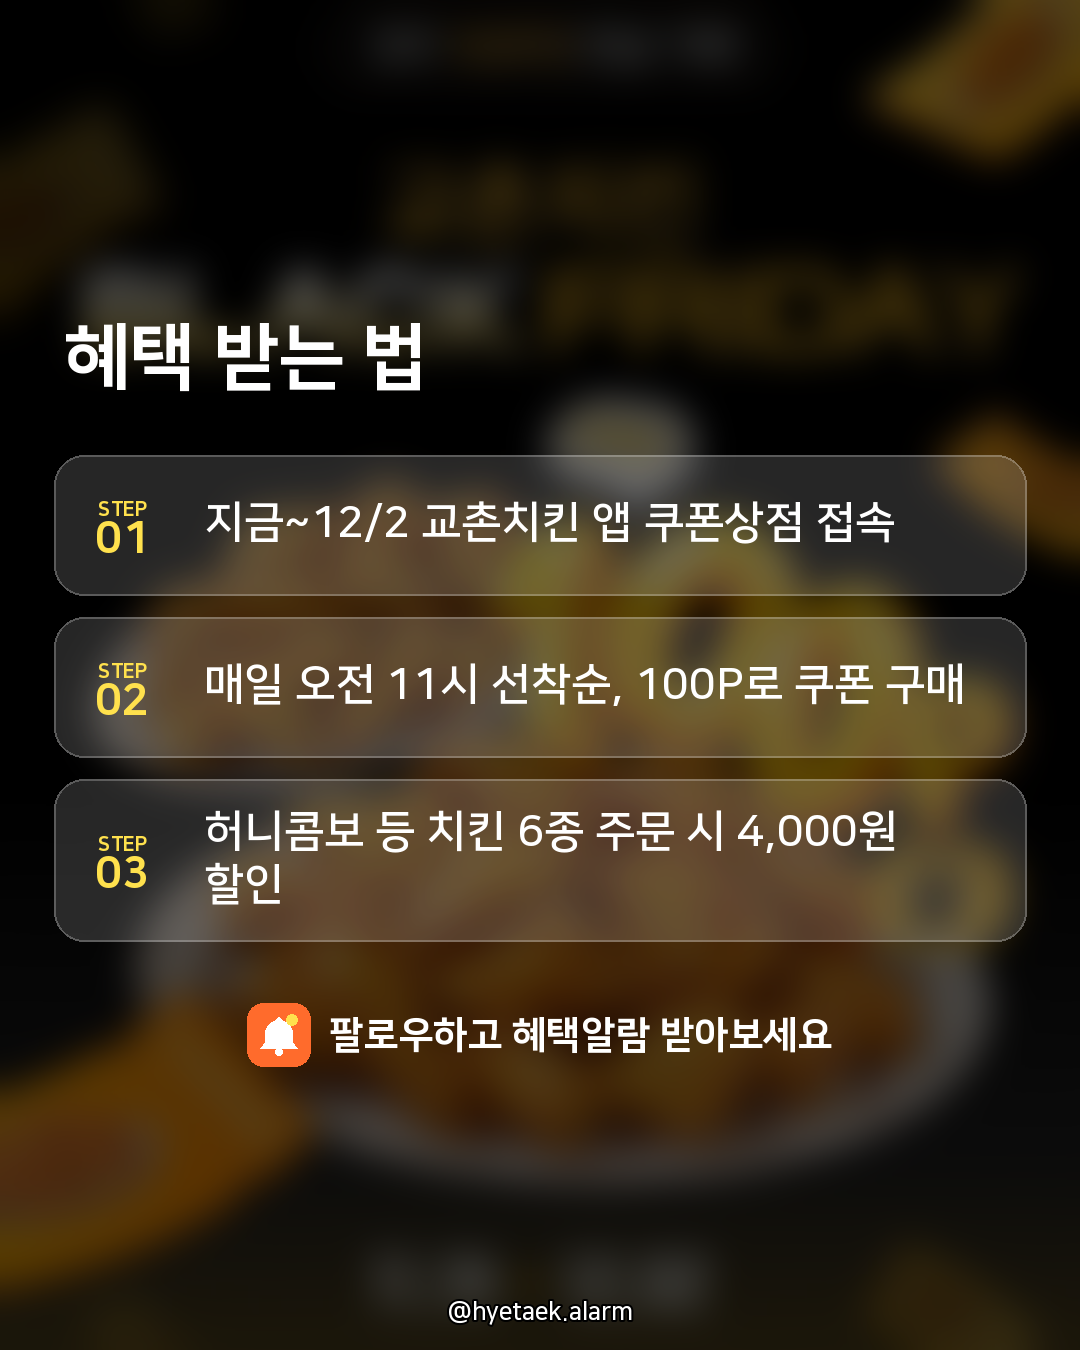 혜택 받는 법
STEP
01
지금~12/2 교촌치킨 앱 쿠폰상점 접속
STEP
02
매일 오전 11시 선착순, 100P로 쿠폰 구매
STEP
03
허니콤보 등 치킨 6종 주문 시 4,000원
할인
팔로우하고 혜택알람 받아보세요
@hyetaek.alarm